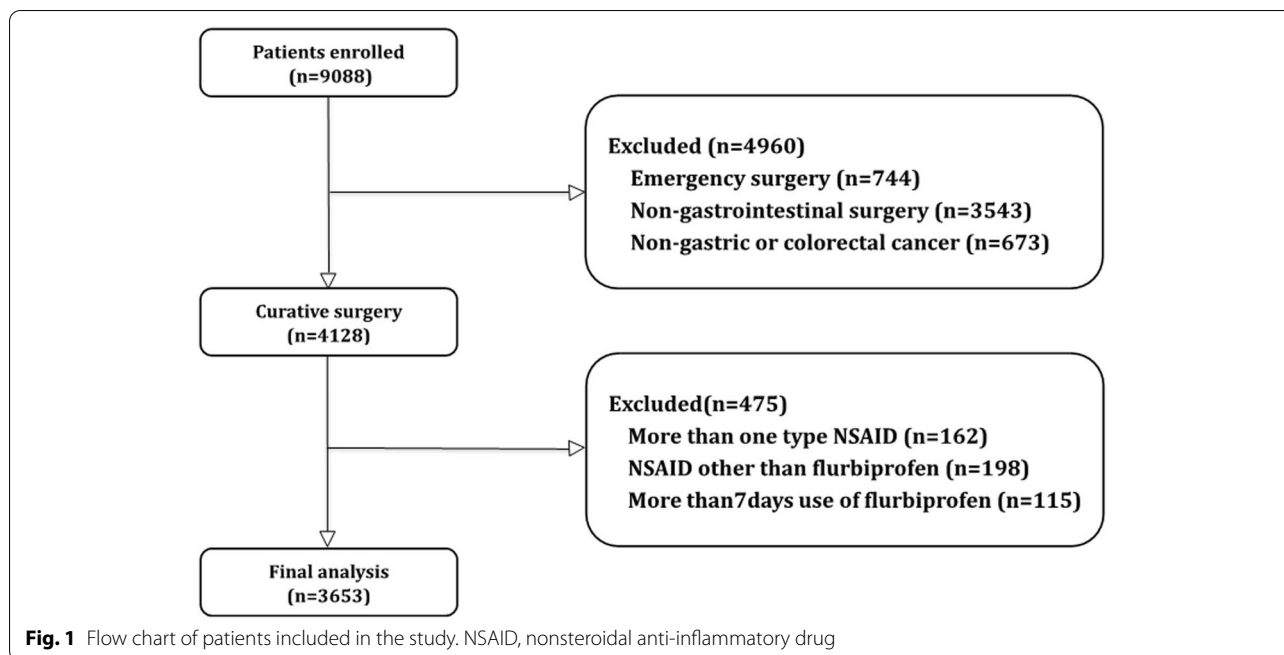 Patients enrolled
(n=9088)
Excluded (n=4960)
Emergency surgery (n=744)
Non-gastrointestinal surgery (n=3543)
Non-gastric or colorectal cancer (n=673)
Curative surgery
(n=4128)
Excluded(n=475)
More than one type NSAID (n=162)
NSAID other than flurbiprofen (n=198)
More than7days use of flurbiprofen (n=115)
Final analysis
(n=3653)
Fig. 1 Flow chart of patients included in the study. NSAID, nonsteroidal anti-inflammatory drug